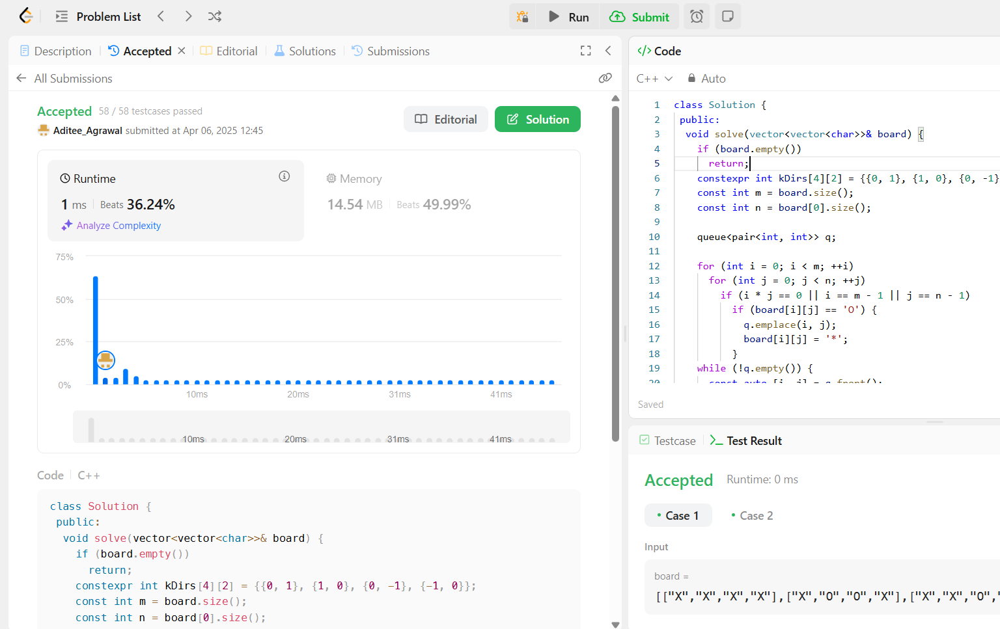 Problem List
Run
Submit
Description
Accepted
Editorial
Solutions
Submissions
All Submissions
Accepted 58 / 58 testcases passed
Aditee_Agrawal submitted at Apr 06, 2025 12:45
Editorial
Solution
Runtime
1 ms Beats 36.24%
Analyze Complexity
Memory
14.54 MB Beats 49.99%
75%
50%
25%
0%
10ms 20ms 31ms 41ms
10ms 20ms 31ms 41ms
Code C++
class Solution {
public:
void solve(vector<vector<char>>& board) {
if (board.empty())
return;
constexpr int kDirs[4][2] = {{0, 1}, {1, 0}, {0, -1}, {-1, 0}};
const int m = board.size();
const int n = board[0].size();
</> Code
C++ Auto
1 class Solution {
2 public:
3 void solve(vector<vector<char>>& board) {
4 if (board.empty())
5 return;
6 constexpr int kDirs[4][2] = {{0, 1}, {1, 0}, {0, -1}
7 const int m = board.size();
8 const int n = board[0].size();
9
10 queue<pair<int, int>> q;
11
12 for (int i = 0; i < m; ++i)
13 for (int j = 0; j < n; ++j)
14 if (i * j == 0 || i == m - 1 || j == n - 1)
15 if (board[i][j] == 'O') {
16 q.emplace(i, j);
17 board[i][j] = '*';
18 }
19 while (!q.empty()) {
20 const auto [i, j] = q.front();
Saved
Testcase
Test Result
Accepted Runtime: 0 ms
Case 1
Case 2
Input
board =
[["X","X","X","X"],["X","O","O","X"],["X","X","O","